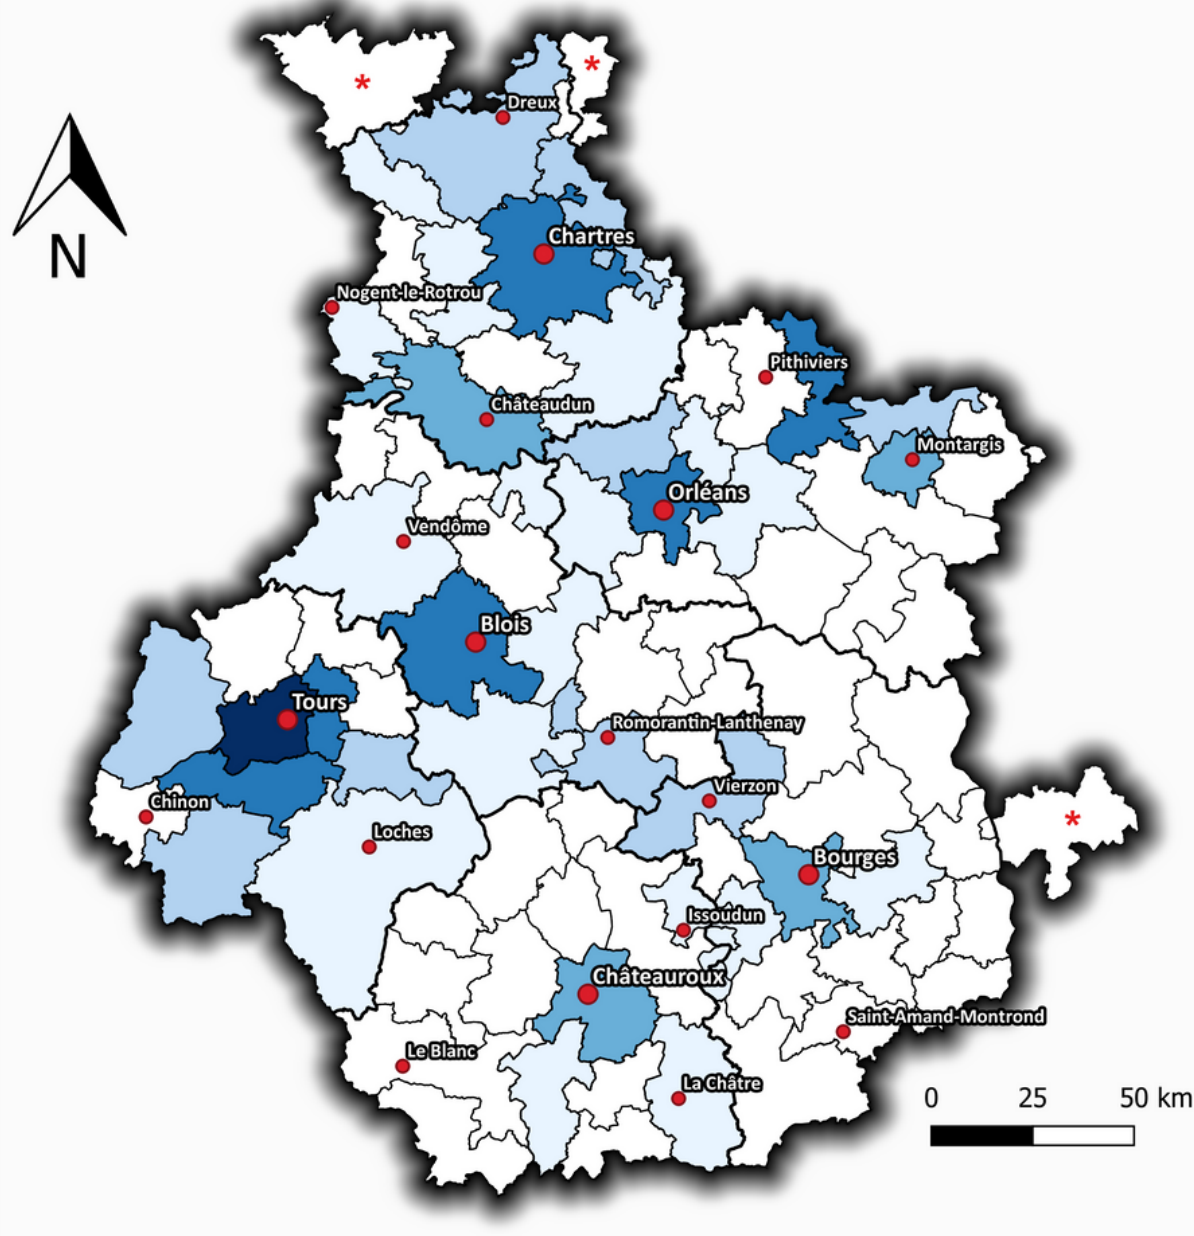 *
*
Dreux
N
Chartres
Nogent-le-Rotrou
Pithiviers
Châteaudun
Montargis
Orléans
Vendôme
Blois
Tours
Romorantin-Lanthenay
Vierzon
Chinon
*
Loches
Bourges
Issoudun
Châteauroux
Saint-Amand-Montrond
Le Blanc
La Châtre
0 25 50 km